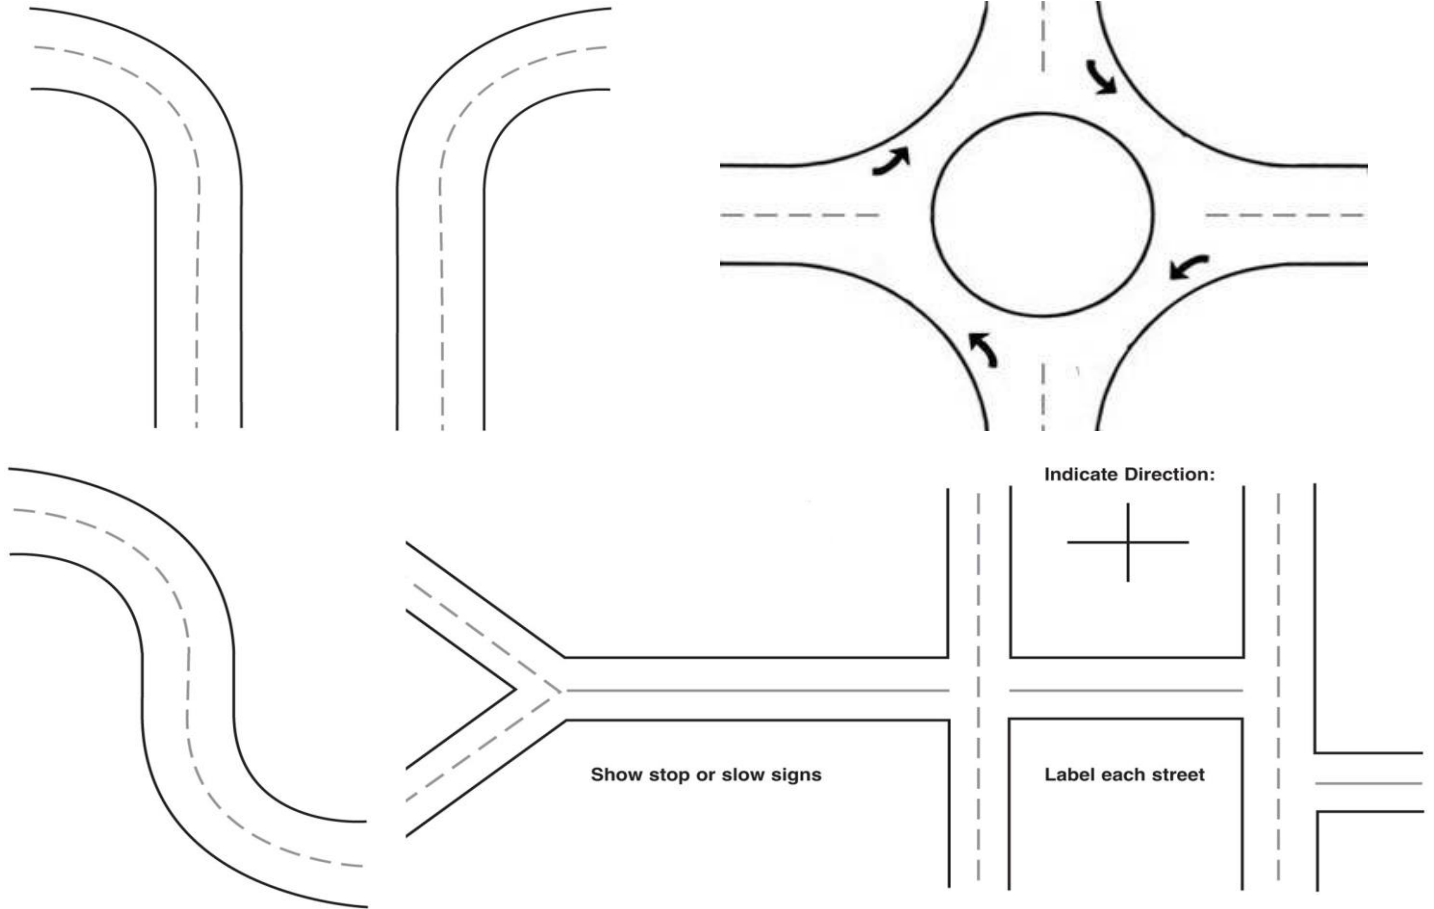 Indicate Direction:
Show stop or slow signs
Label each street